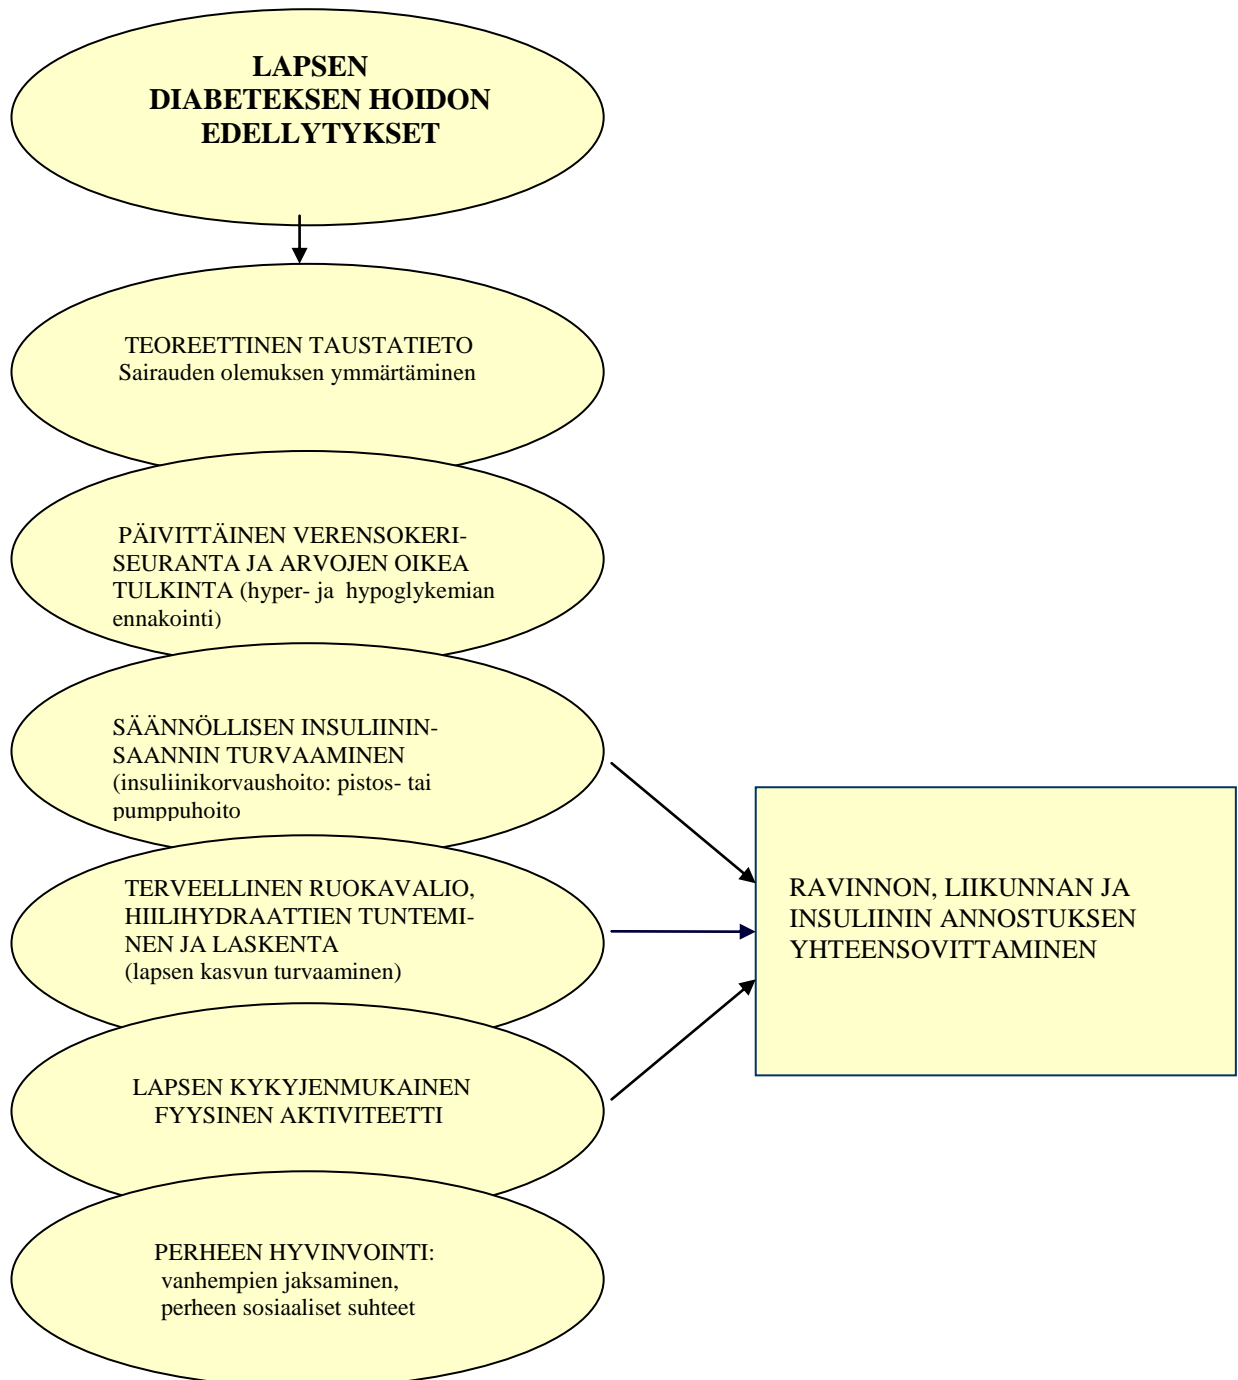 LAPSEN
DIABETEKSEN HOIDON
EDELLYTYKSET
TEOREETTINEN TAUSTATIETO
Sairauden olemuksen ymmärtäminen
PÄIVITTÄINEN VERENSOKERI-
SEURANTA JA ARVOJEN OIKEA
TULKINTA (hyper- ja hypoglykemian
ennakointi)
SÄÄNNÖLLISEN INSULIININ-
SAANNIN TURVAAMINEN
(insuliinikorvaushoito: pistos- tai
pumppuhoito
TERVEELLINEN RUOKAVALIO,
HIILIHYDRAATTIEN TUNTEMI-
NEN JA LASKENTA
(lapsen kasvun turvaaminen)
RAVINNON, LIIKUNNAN JA
INSULIININ ANNOSTUKSEN
YHTEENSOVITTAMINEN
LAPSEN KYKYJENMUKAINEN
FYYSINEN AKTIVITEETTI
PERHEEN HYVINVOINTI:
vanhempien jaksaminen,
perheen sosiaaliset suhteet